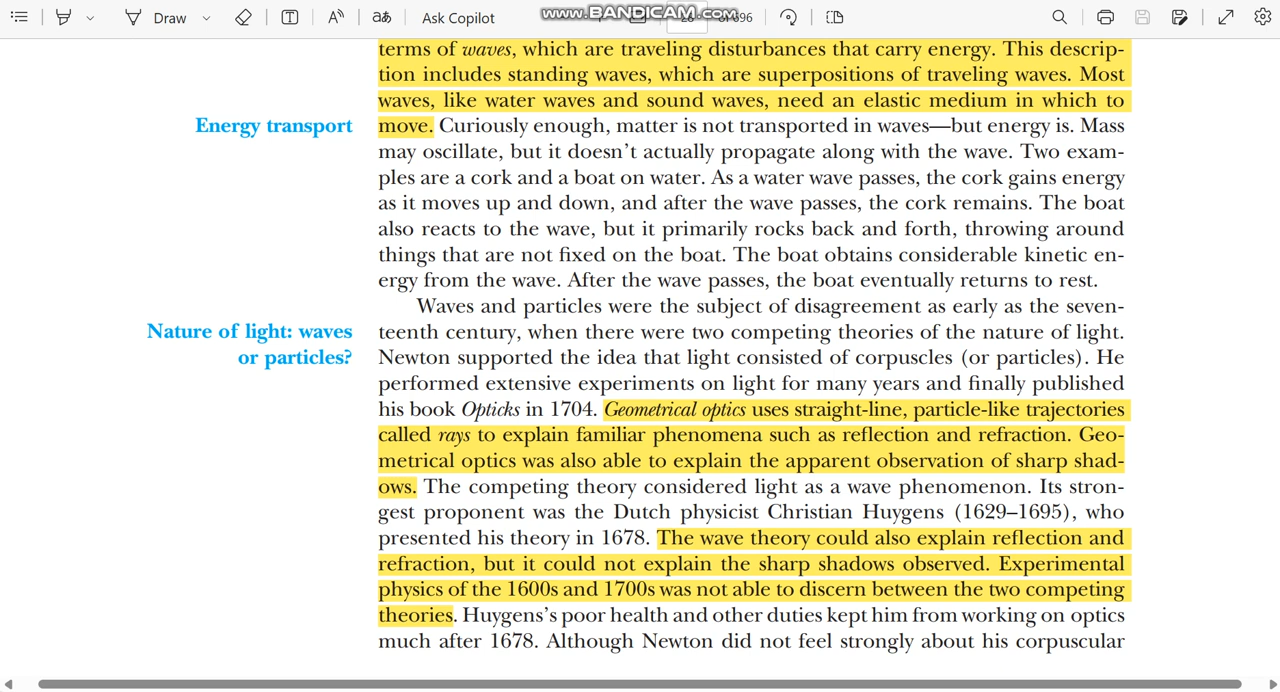 Draw
Ask Copilot
www.BANDICAM.com
terms of waves, which are traveling disturbances that carry energy. This descrip-
tion includes standing waves, which are superpositions of traveling waves. Most
waves, like water waves and sound waves, need an elastic medium in which to
Energy transport
move. Curiously enough, matter is not transported in waves—but energy is. Mass
may oscillate, but it doesn't actually propagate along with the wave. Two exam-
ples are a cork and a boat on water. As a water wave passes, the cork gains energy
as it moves up and down, and after the wave passes, the cork remains. The boat
also reacts to the wave, but it primarily rocks back and forth, throwing around
things that are not fixed on the boat. The boat obtains considerable kinetic en-
ergy from the wave. After the wave passes, the boat eventually returns to rest.
Waves and particles were the subject of disagreement as early as the seven-
Nature of light: waves
or particles?
teenth century, when there were two competing theories of the nature of light.
Newton supported the idea that light consisted of corpuscles (or particles). He
performed extensive experiments on light for many years and finally published
his book Opticks in 1704. Geometrical optics uses straight-line, particle-like trajectories
called rays to explain familiar phenomena such as reflection and refraction. Geo-
metrical optics was also able to explain the apparent observation of sharp shad-
ows. The competing theory considered light as a wave phenomenon. Its stron-
gest proponent was the Dutch physicist Christian Huygens (1629–1695), who
presented his theory in 1678. The wave theory could also explain reflection and
refraction, but it could not explain the sharp shadows observed. Experimental
physics of the 1600s and 1700s was not able to discern between the two competing
theories. Huygens's poor health and other duties kept him from working on optics
much after 1678. Although Newton did not feel strongly about his corpuscular